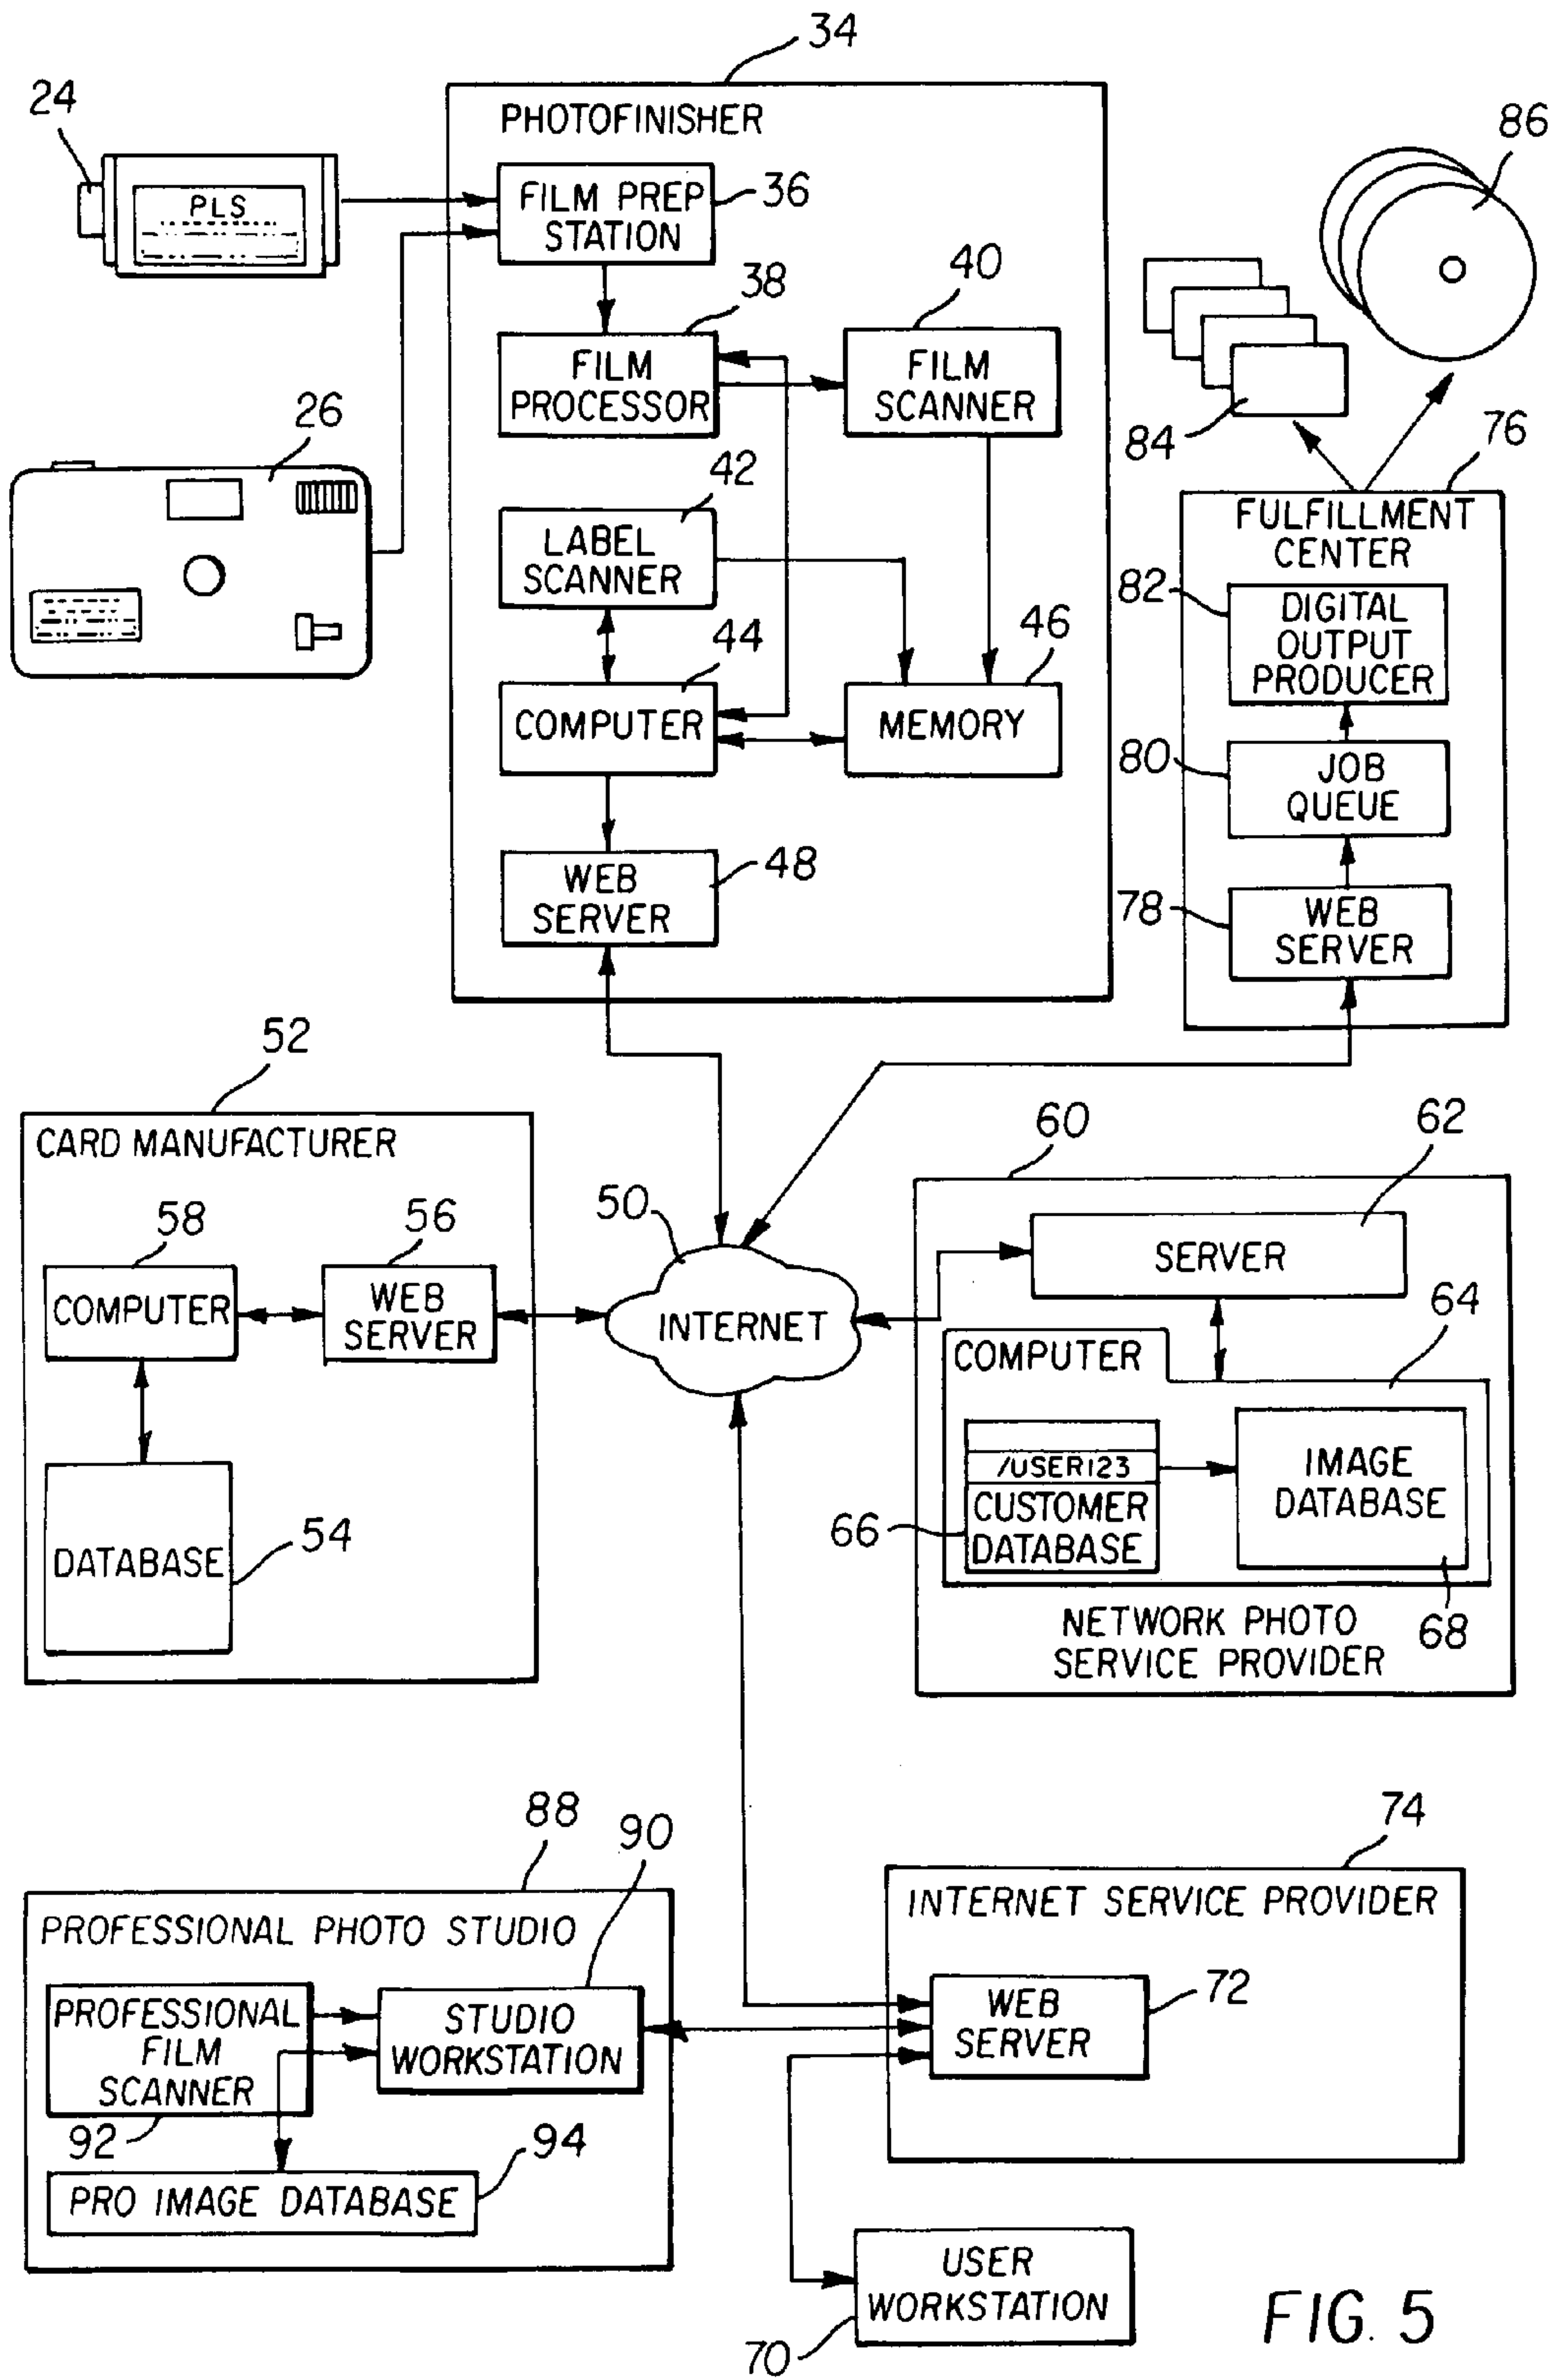 34
24
PHOTOFINISHER
86
PLS
FILM PREP
STATION
36
38
40
FILM
PROCESSOR
FILM
SCANNER
84
26
76
42
LABEL
SCANNER
FULFILLMENT
CENTER
82
DIGITAL
OUTPUT
PRODUCER
44
46
COMPUTER
MEMORY
80
JOB
QUEUE
WEB
SERVER
48
78
WEB
SERVER
52
CARD MANUFACTURER
60
62
58
56
50
SERVER
COMPUTER
WEB
SERVER
INTERNET
64
COMPUTER
/USER123
CUSTOMER
DATABASE
66
IMAGE
DATABASE
68
DATABASE
54
NETWORK PHOTO
SERVICE PROVIDER
88
90
74
PROFESSIONAL PHOTO STUDIO
INTERNET SERVICE PROVIDER
PROFESSIONAL
FILM
SCANNER
STUDIO
WORKSTATION
WEB
SERVER
72
92
94
PRO IMAGE DATABASE
USER
WORKSTATION
70
FIG. 5